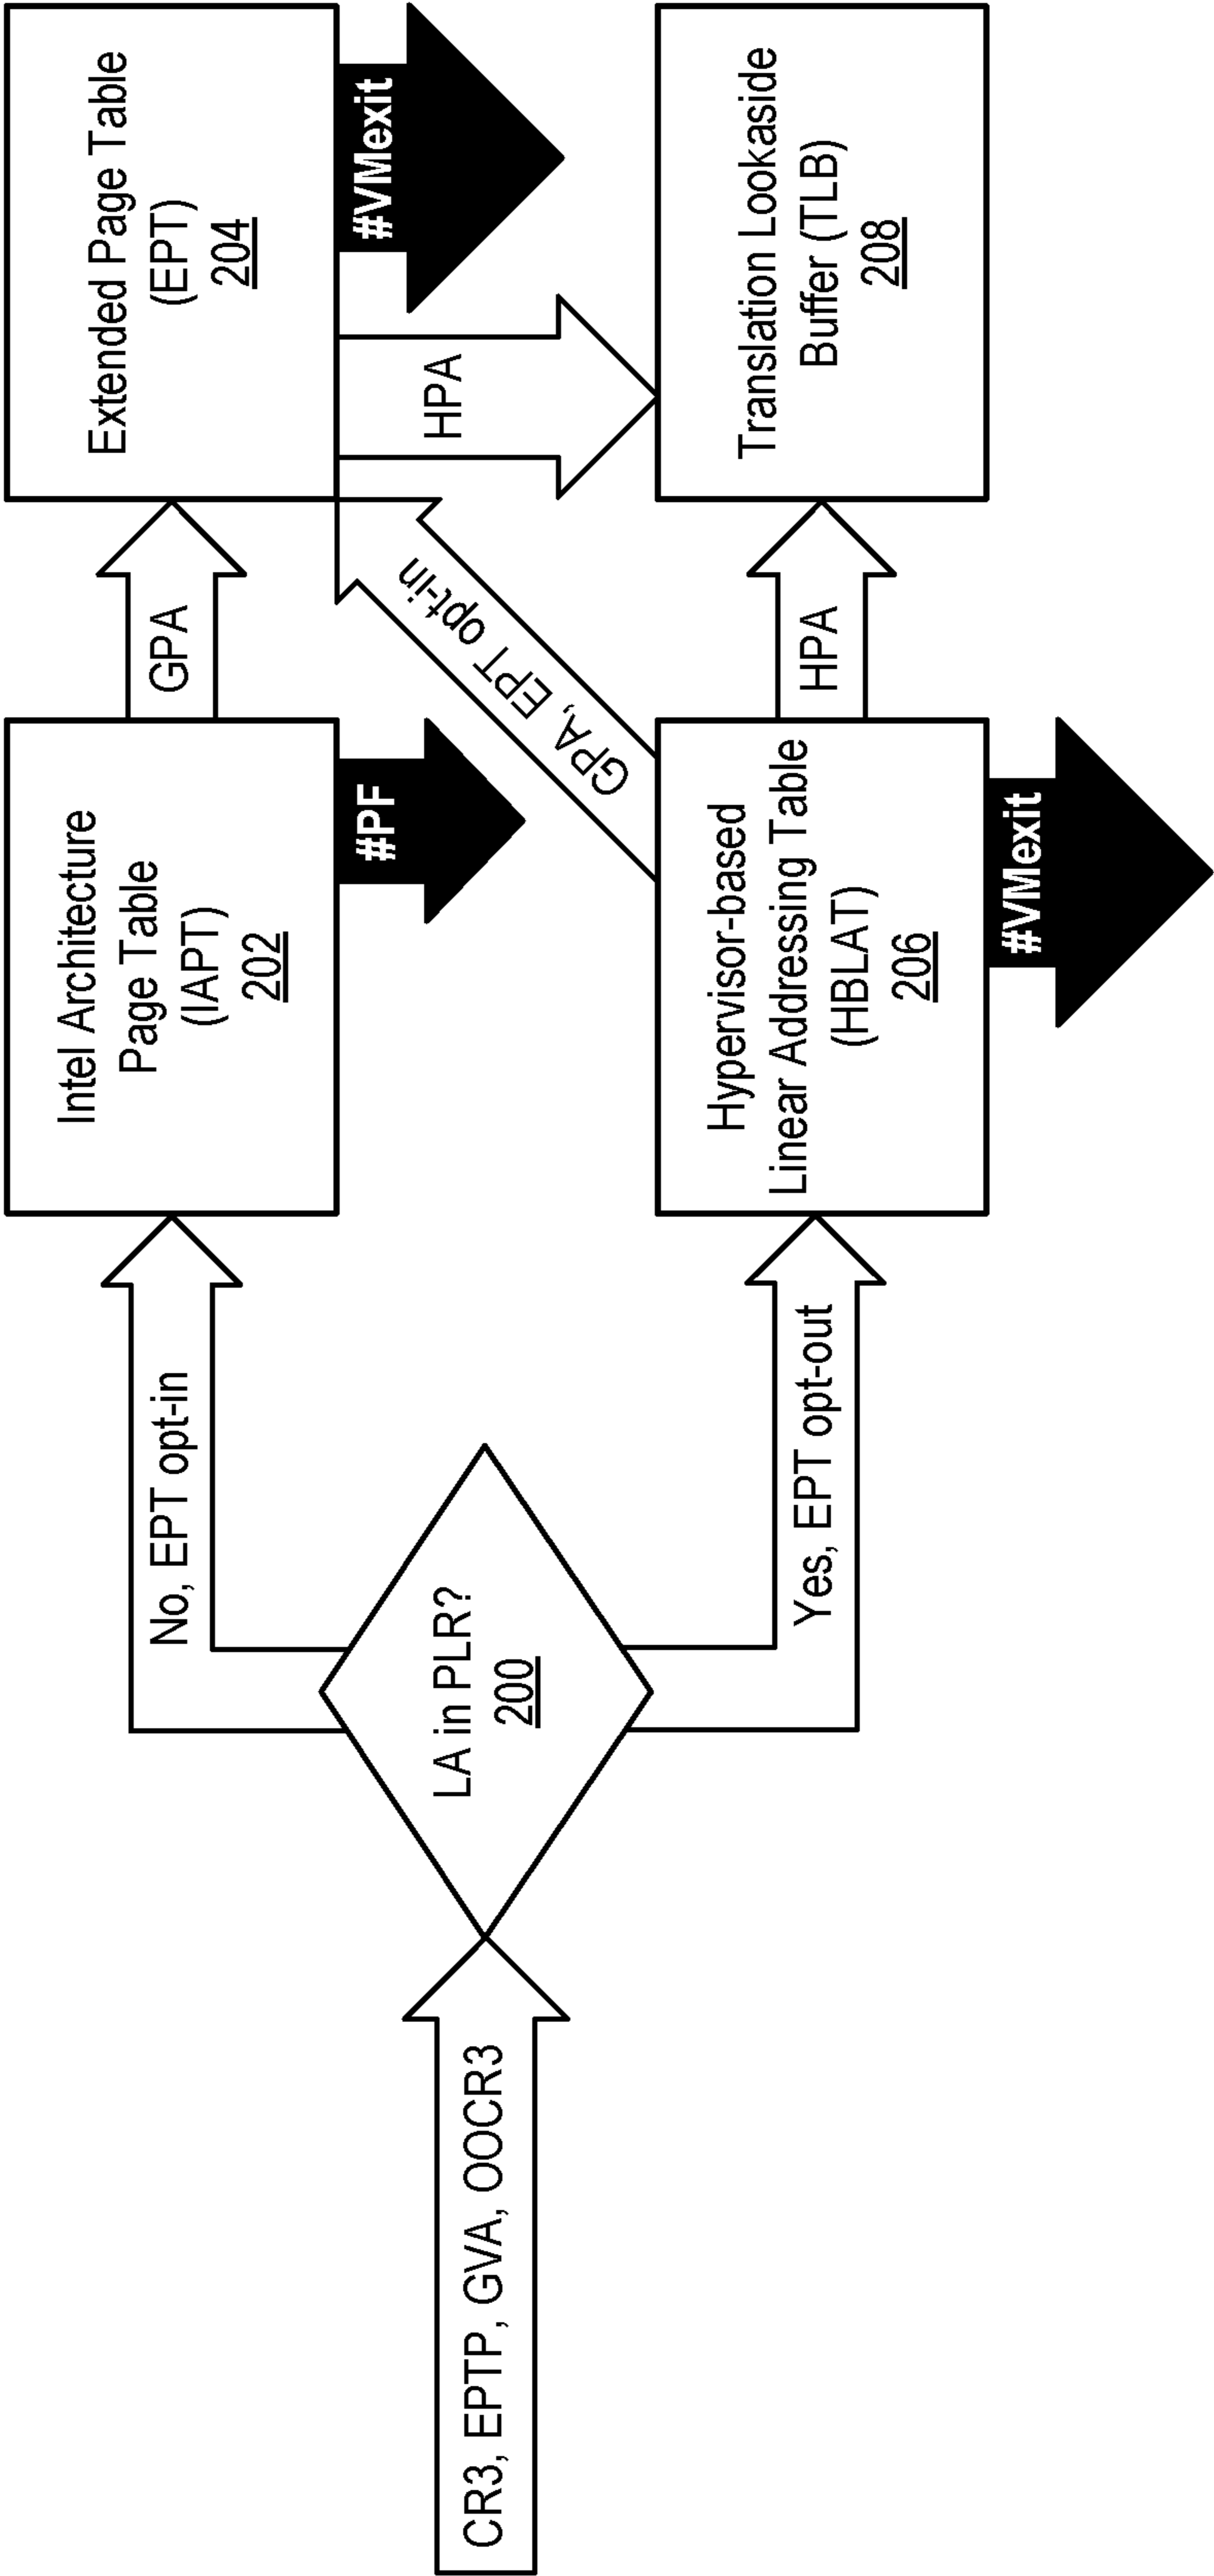 CR3, EPTP, GVA, OOCR3
LA in PLR?
200
No, EPT opt-in
Yes, EPT opt-out
Intel Architecture
Page Table
(IAPT)
202
#PF
GPA
Extended Page Table
(EPT)
204
#VMexit
HPA
GPA, EPT opt-in
Hypervisor-based
Linear Addressing Table
(HBLAT)
206
#VMexit
HPA
Translation Lookaside
Buffer (TLB)
208